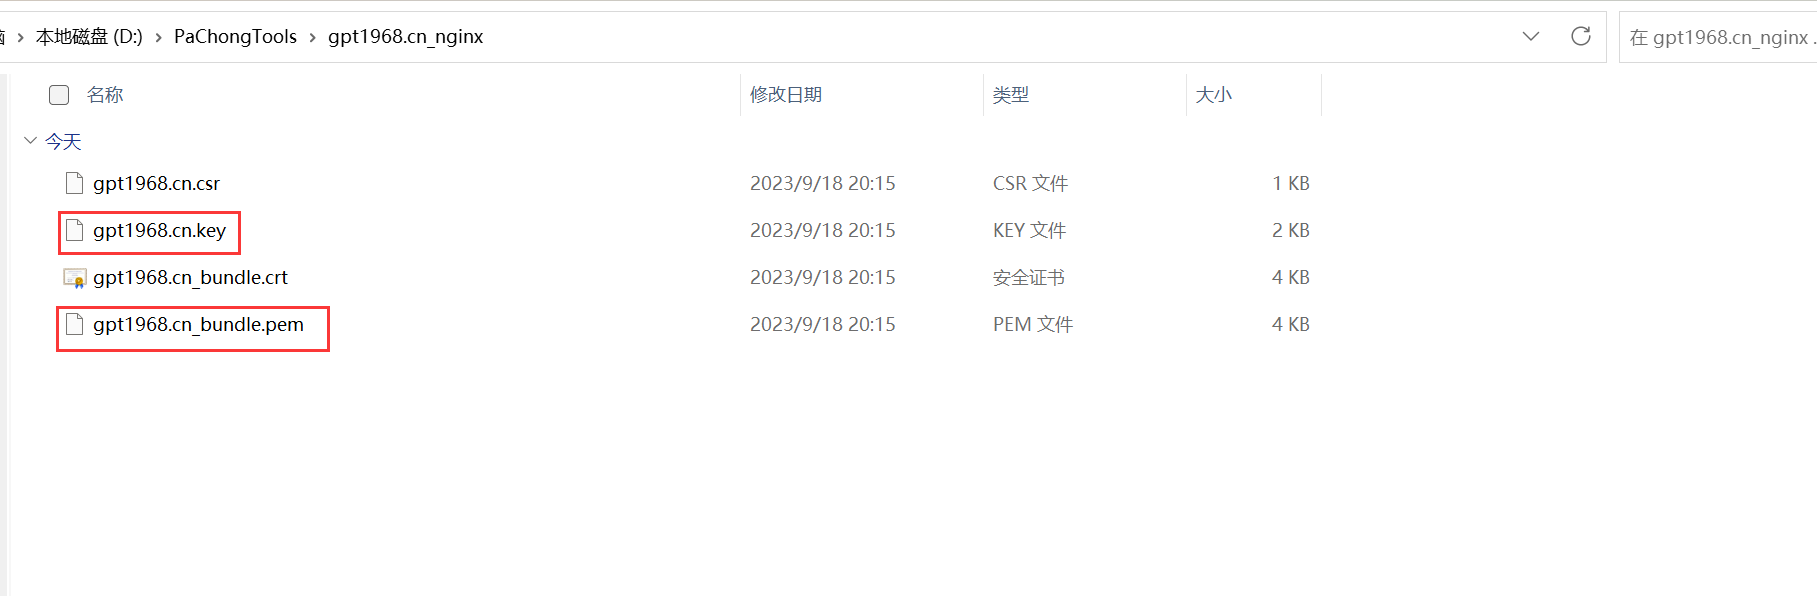 本地磁盘 (D:) › PaChongTools › gpt1968.cn_nginx 在 gpt1968.cn_nginx
名称 修改日期 类型 大小
今天
gpt1968.cn.csr 2023/9/18 20:15 CSR 文件 1 KB
gpt1968.cn.key 2023/9/18 20:15 KEY 文件 2 KB
gpt1968.cn_bundle.crt 2023/9/18 20:15 安全证书 4 KB
gpt1968.cn_bundle.pem 2023/9/18 20:15 PEM 文件 4 KB